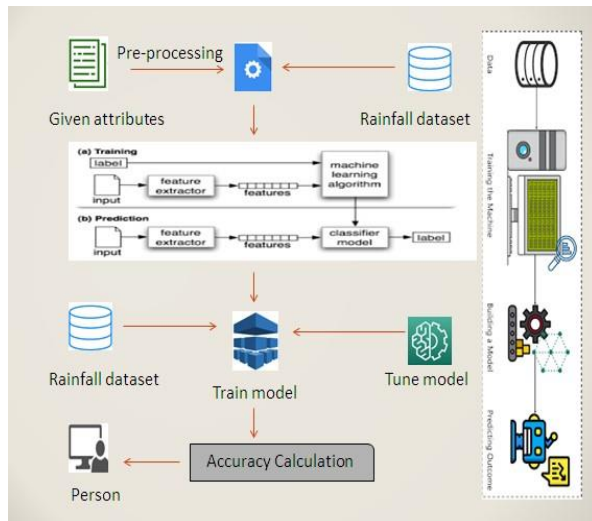 Pre-processing
Given attributes
Rainfall dataset
(a) Training
label
machine
learning
algorithm
input
feature
extractor
features
(b) Prediction
input
feature
extractor
features
classifier
model
label
Rainfall dataset
Train model
Tune model
Accuracy Calculation
Person
Data
Training the Machine
Building a Model
Predicting Outcome